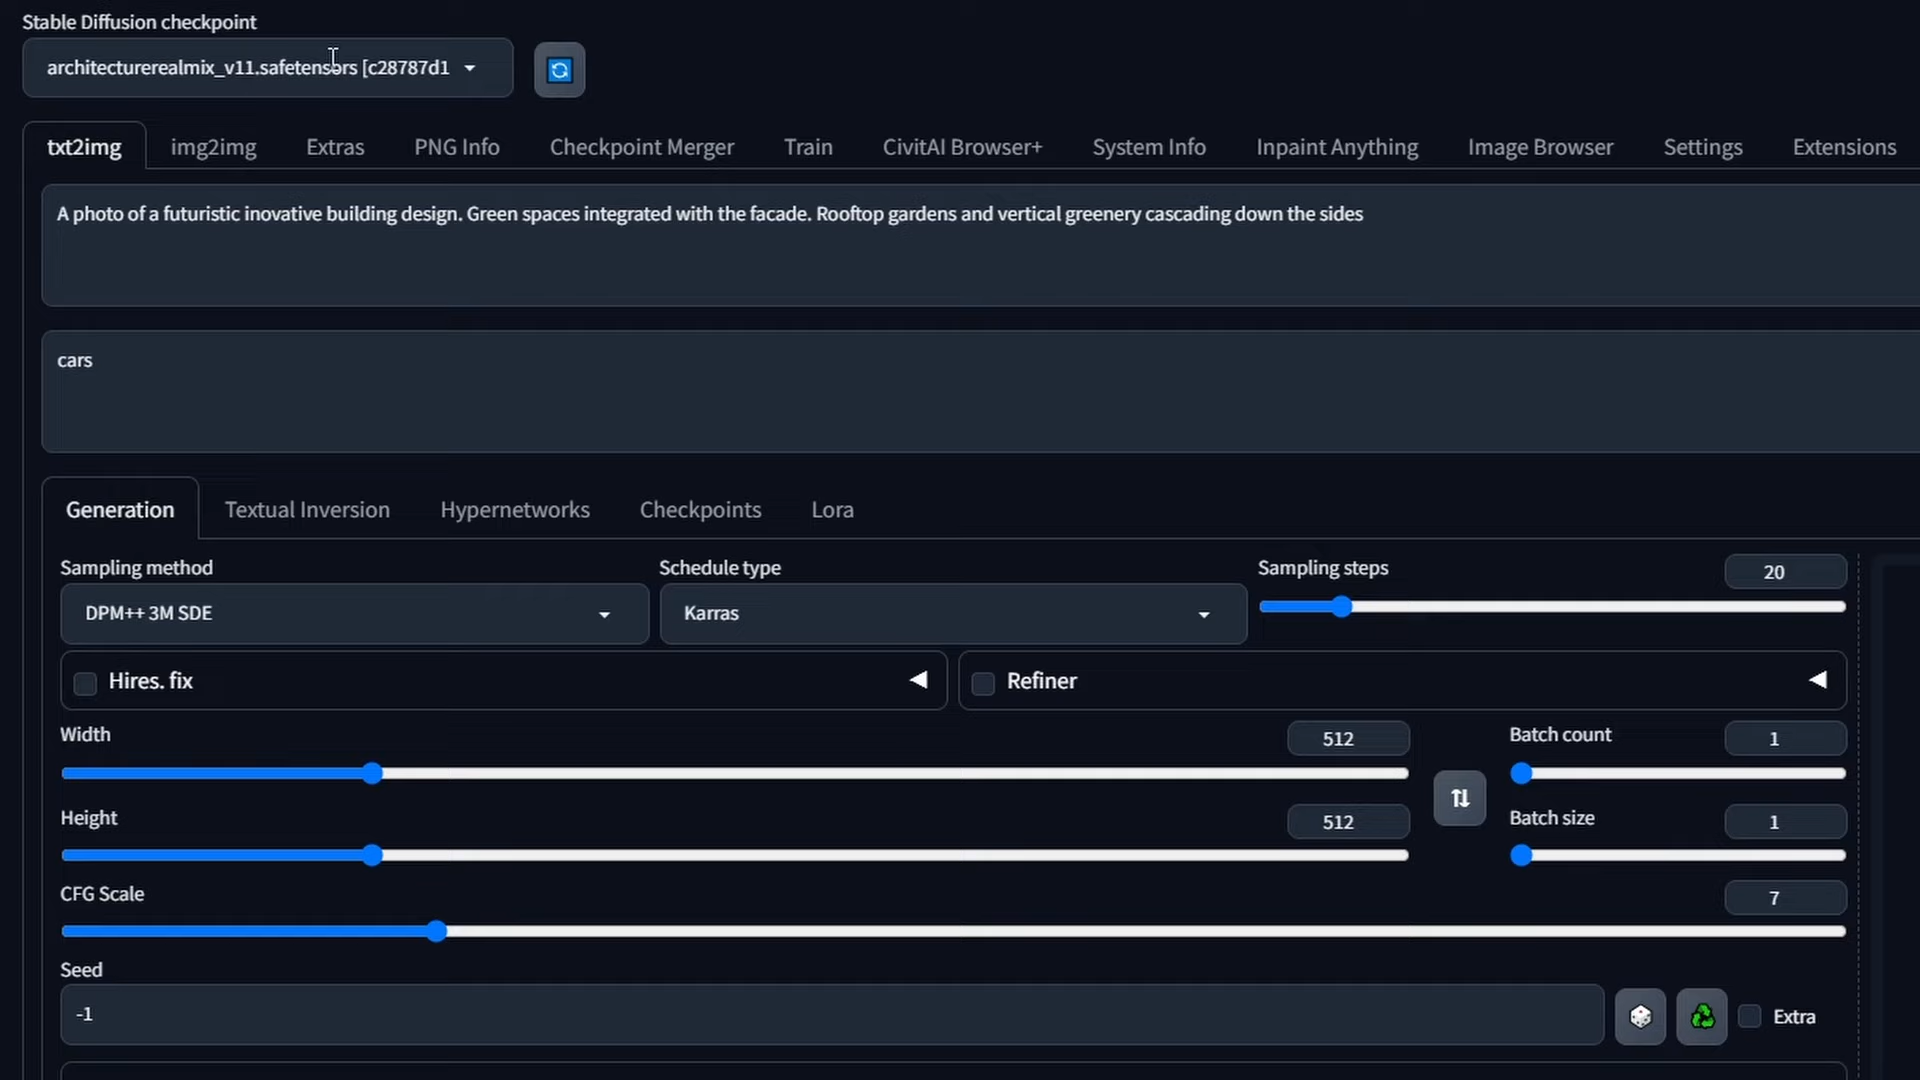 Stable Diffusion checkpoint
architecturerealmix_v11.safetensors [c28787d1
txt2img img2img Extras PNG Info Checkpoint Merger Train CivitAI Browser+ System Info Inpaint Anything Image Browser Settings Extensions
A photo of a futuristic inovative building design. Green spaces integrated with the facade. Rooftop gardens and vertical greenery cascading down the sides
cars
Generation Textual Inversion Hypernetworks Checkpoints Lora
Sampling method Schedule type Sampling steps 20
DPM++ 3M SDE Karras
Hires. fix Refiner
Width 512 Batch count 1
Height 512 Batch size 1
CFG Scale 7
Seed
-1 Extra